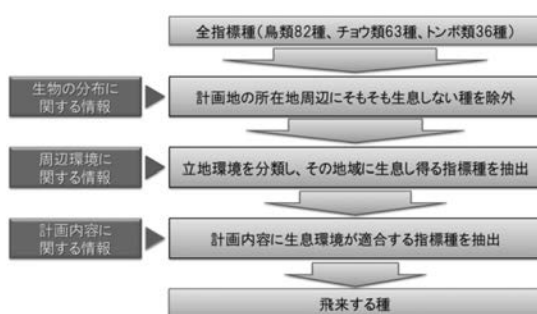 全指標種(鳥類82種、チョウ類63種、トンボ類36種)
生物の分布に
関する情報
計画地の所在地周辺にそもそも生息しない種を除外
周辺環境に
関する情報
立地環境を分類し、その地域に生息し得る指標種を抽出
計画内容に
関する情報
計画内容に生息環境が適合する指標種を抽出
飛来する種